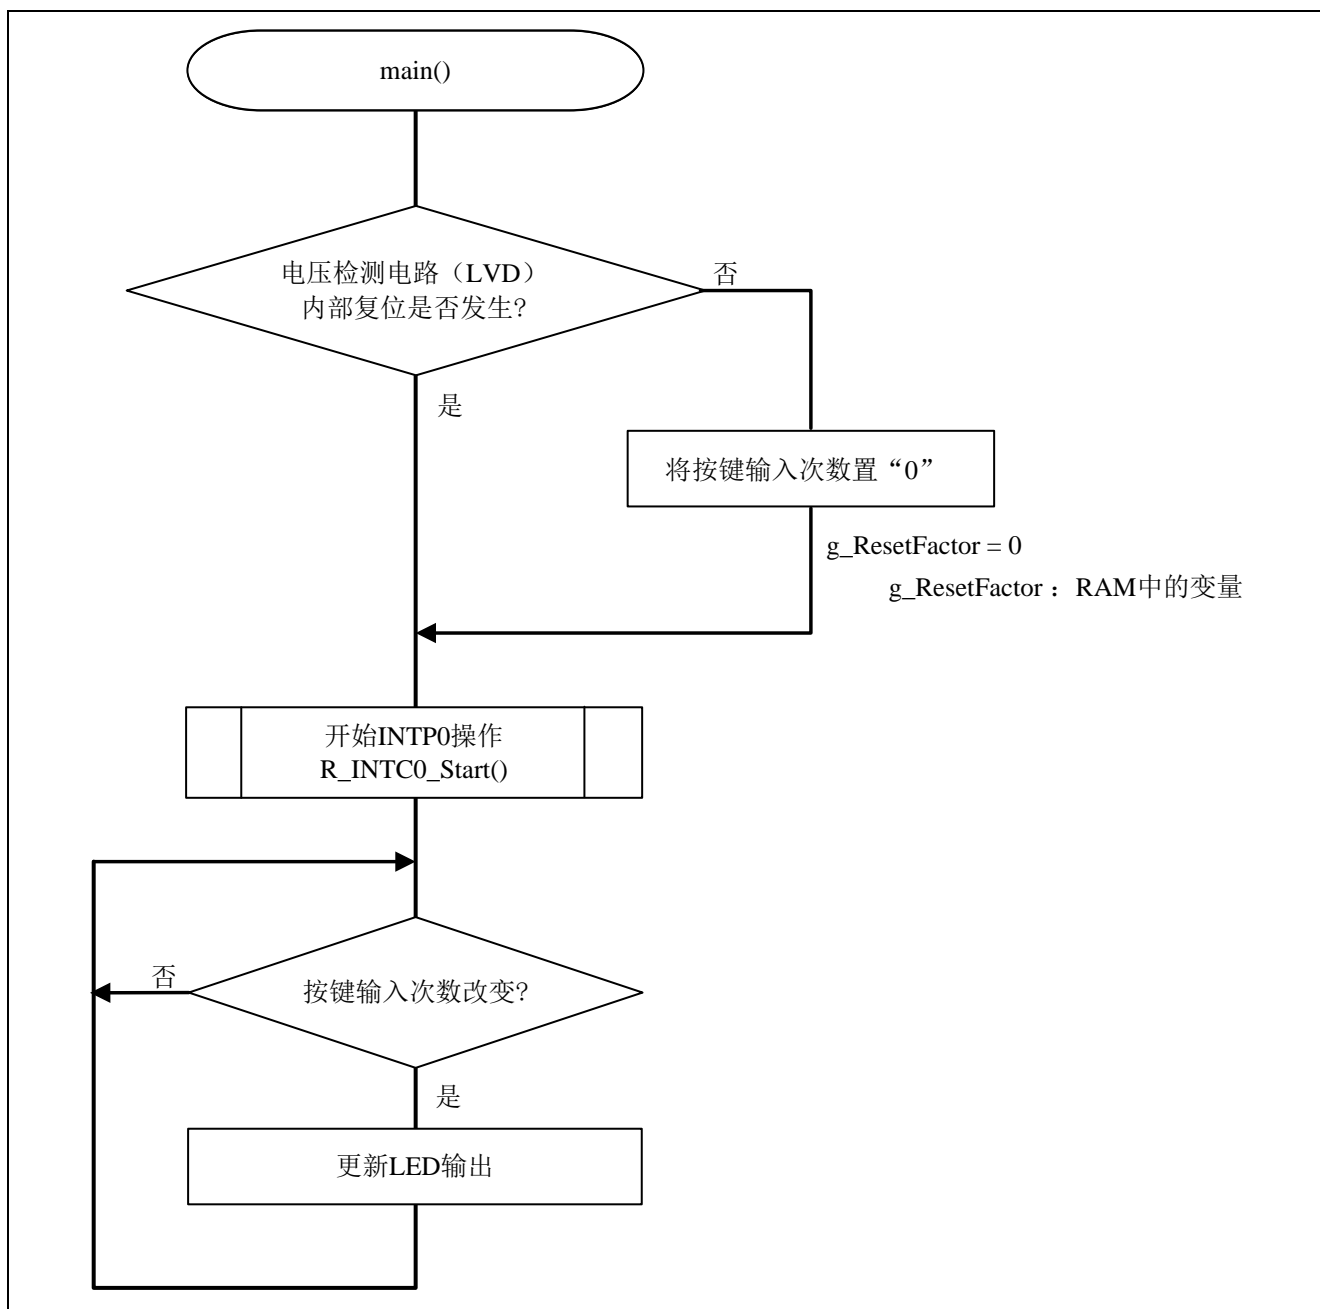 main()
电压检测电路（LVD）
内部复位是否发生?
否
是
将按键输入次数置“0”
g_ResetFactor = 0
g_ResetFactor： RAM中的变量
开始INTP0操作
R_INTC0_Start()
否
按键输入次数改变?
是
更新LED输出